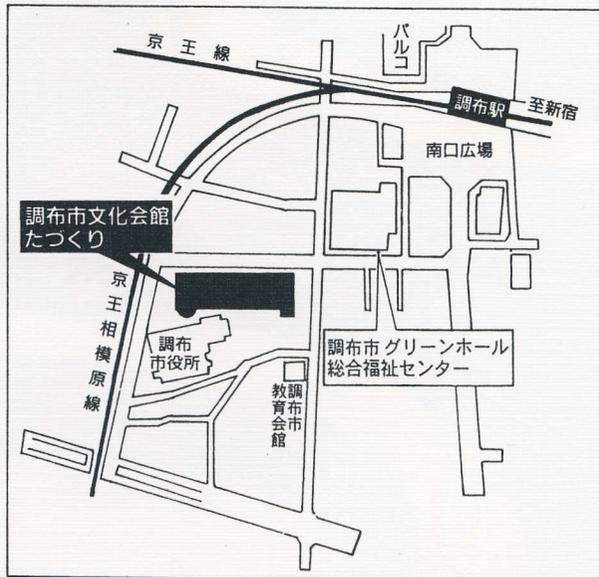 京王線
パルコ
調布駅
至新宿
南口広場
調布市文化会館
たづくり
京王相模原線
調布
市役所
調布市 グリーンホール
総合福祉センター
調布市
教育会館